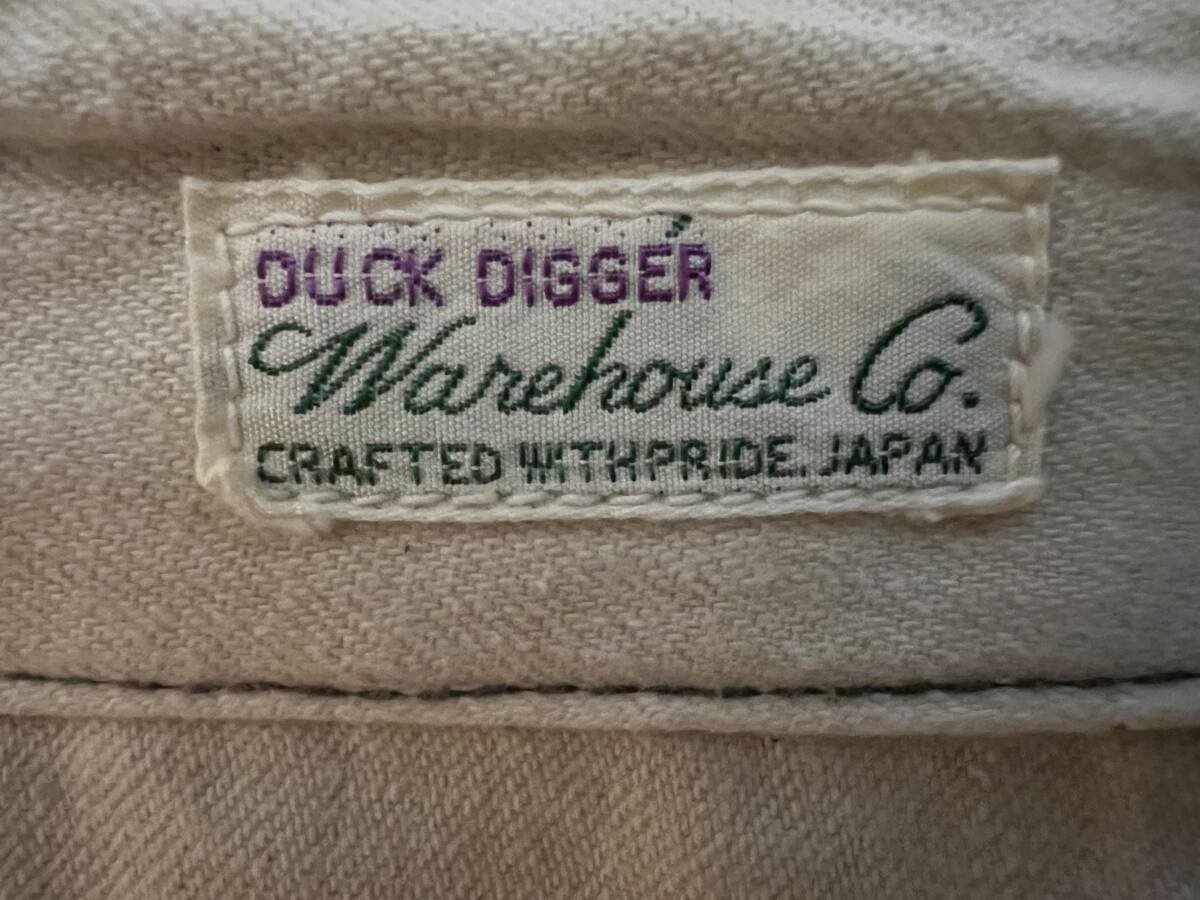 DUCK DIGGER
Warehouse Co.
CRAFTED WITH PRIDE. JAPAN